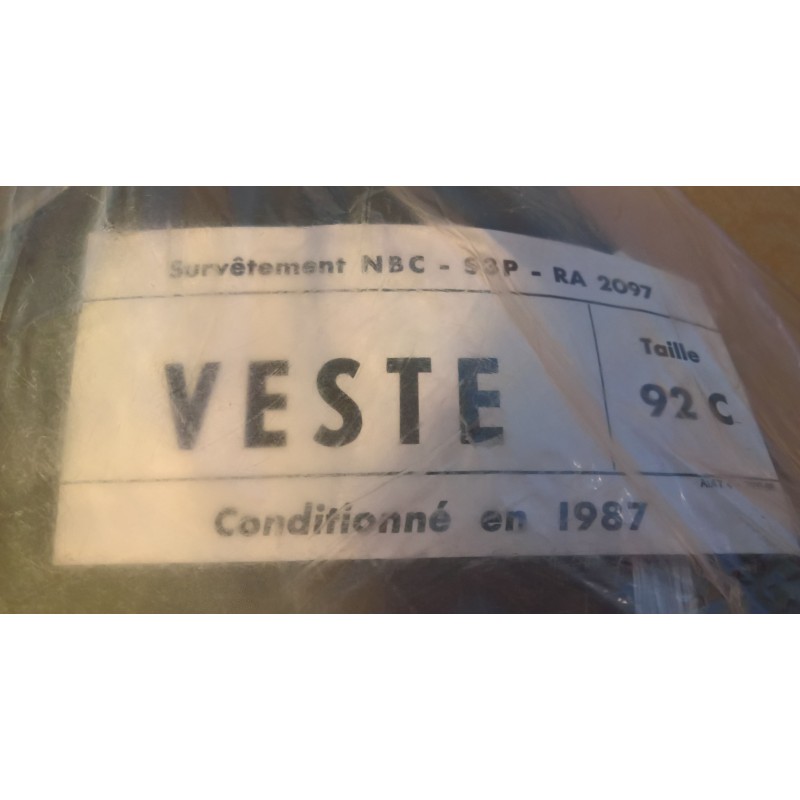 Survêtement NBC - S3P - RA 2097
VESTE
Taille
92 C
Conditionné en 1987